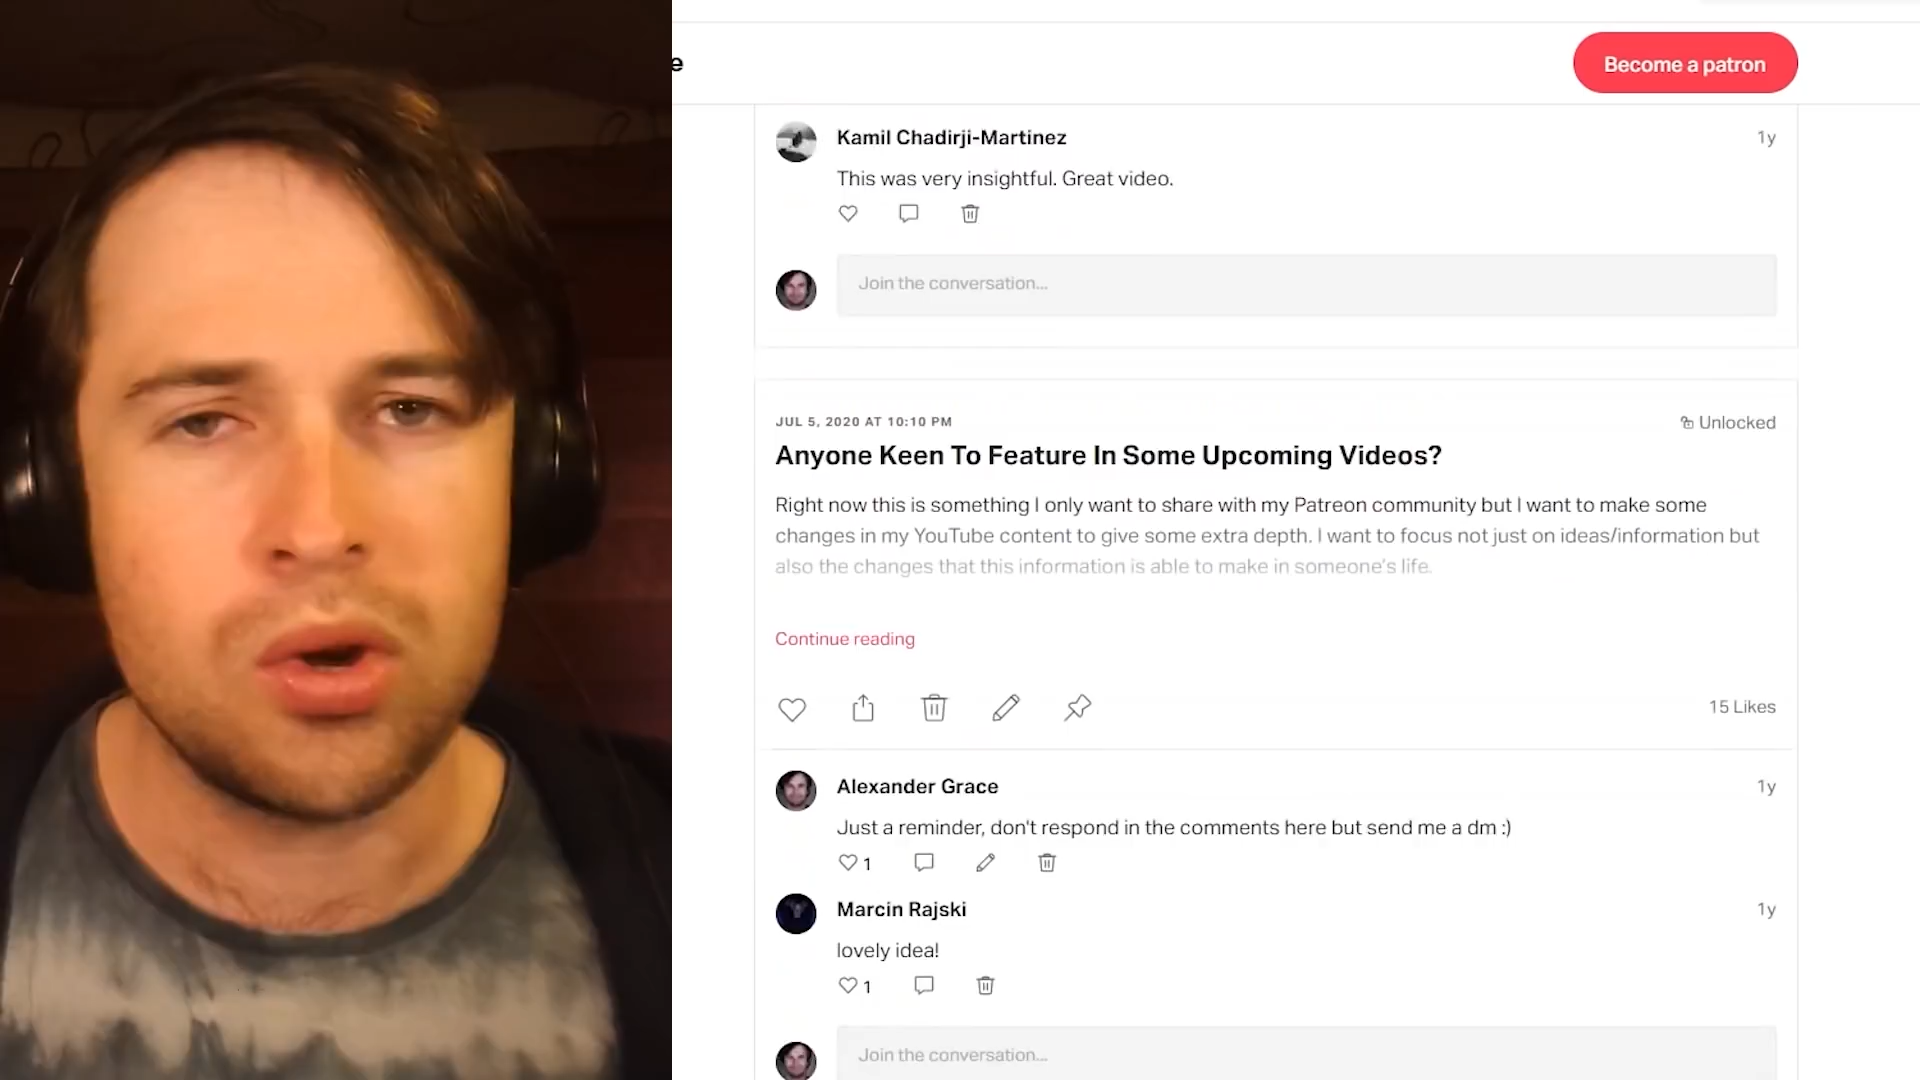 e
Become a patron
Kamil Chadirji-Martinez
1y
This was very insightful. Great video.
Join the conversation...
JUL 5, 2020 AT 10:10 PM
Unlocked
Anyone Keen To Feature In Some Upcoming Videos?
Right now this is something I only want to share with my Patreon community but I want to make some
changes in my YouTube content to give some extra depth. I want to focus not just on ideas/information but
also the changes that this information is able to make in someone's life.
Continue reading
15 Likes
Alexander Grace
1y
Just a reminder, don't respond in the comments here but send me a dm :)
1
Marcin Rajski
1y
lovely idea!
1
Join the conversation...